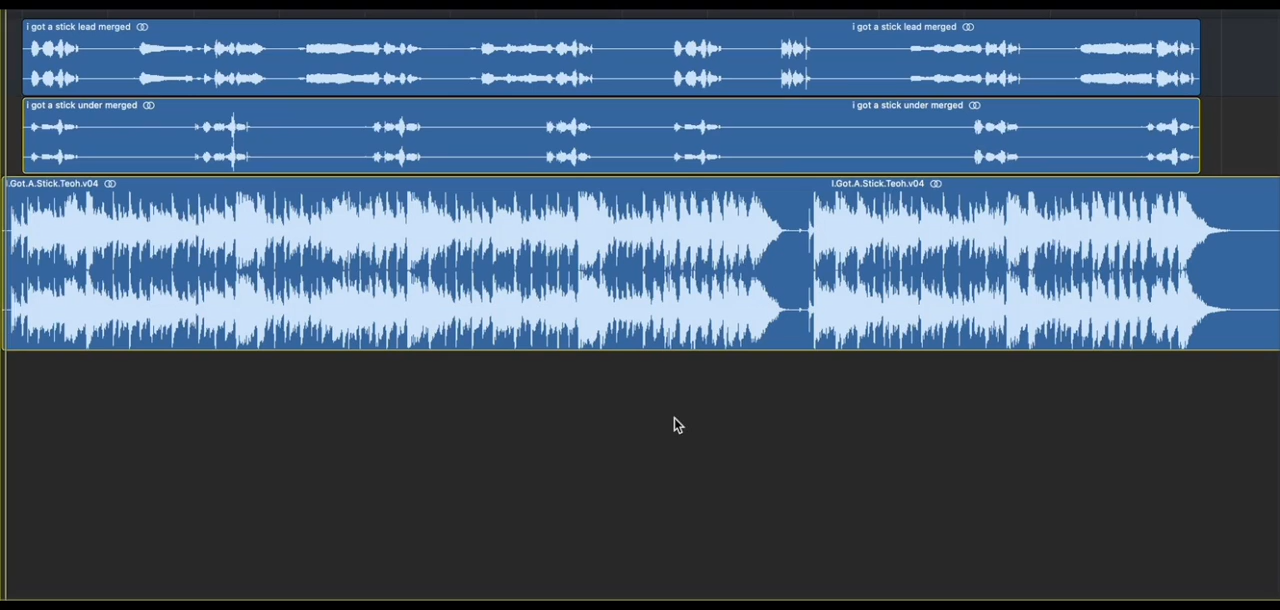 i got a stick lead merged i got a stick lead merged
i got a stick under merged i got a stick under merged
I.Got.A.Stick.Teoh.v04 I.Got.A.Stick.Teoh.v04